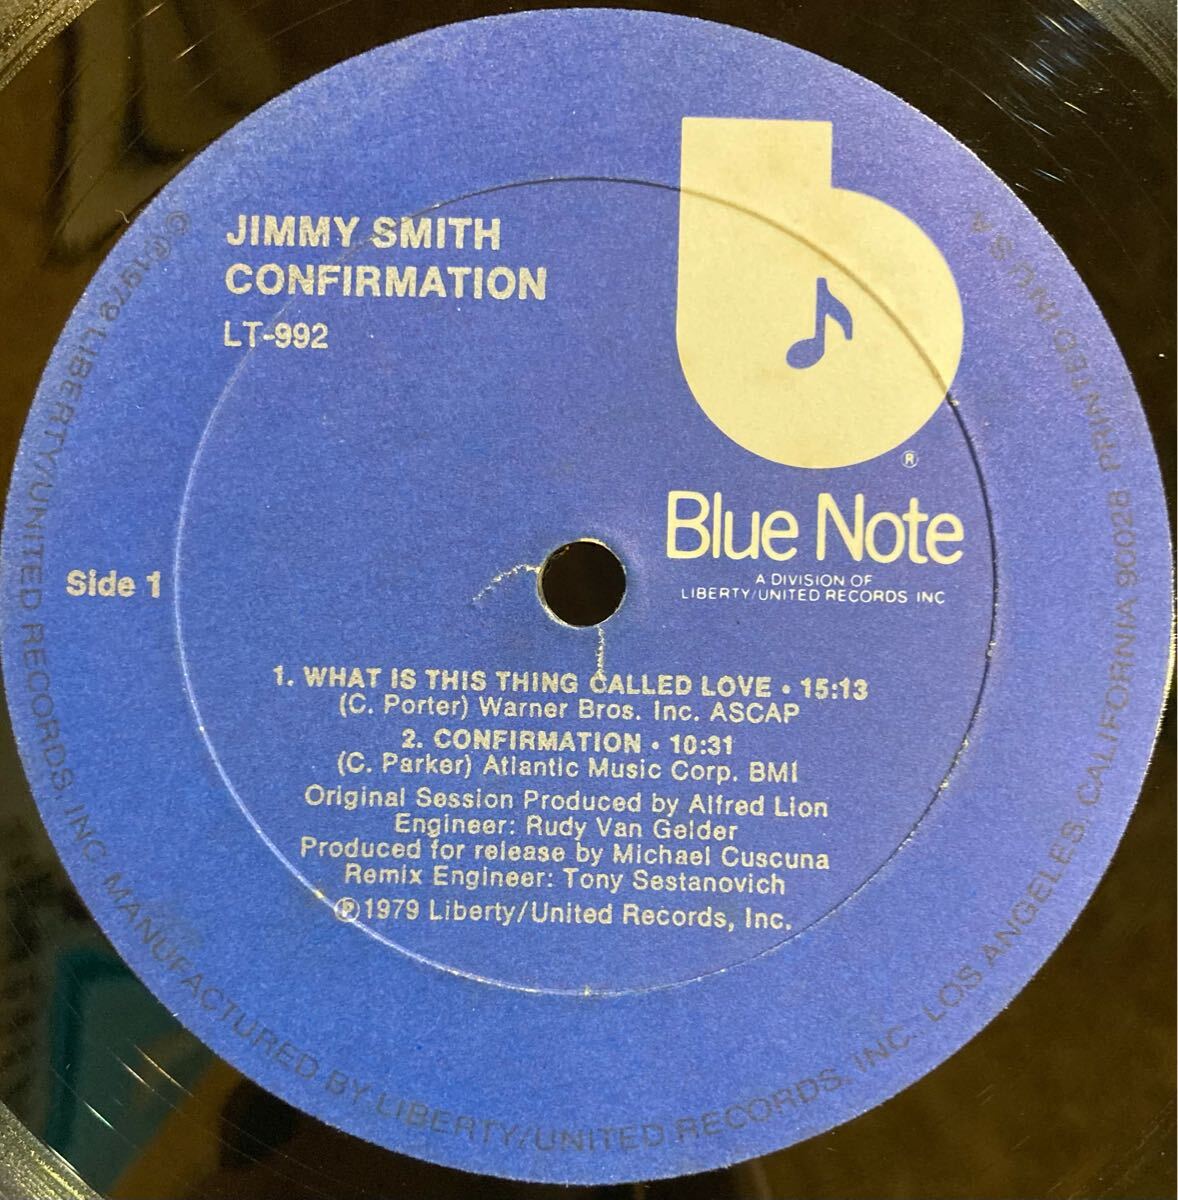 JIMMY SMITH
CONFIRMATION
LT-992
®
Blue Note
A DIVISION OF
LIBERTY/UNITED RECORDS INC
Side 1
1. WHAT IS THIS THING CALLED LOVE • 15:13
(C. Porter) Warner Bros. Inc. ASCAP
2. CONFIRMATION • 10:31
(C. Parker) Atlantic Music Corp. BMI
Original Session Produced by Alfred Lion
Engineer: Rudy Van Gelder
Produced for release by Michael Cuscuna
Remix Engineer: Tony Sestanovich
℗1979 Liberty/United Records, Inc.
© ℗ 1979 LIBERTY/UNITED RECORDS, INC. MANUFACTURED BY LIBERTY/UNITED RECORDS, INC. LOS ANGELES, CALIFORNIA 90028 PRINTED IN U S A